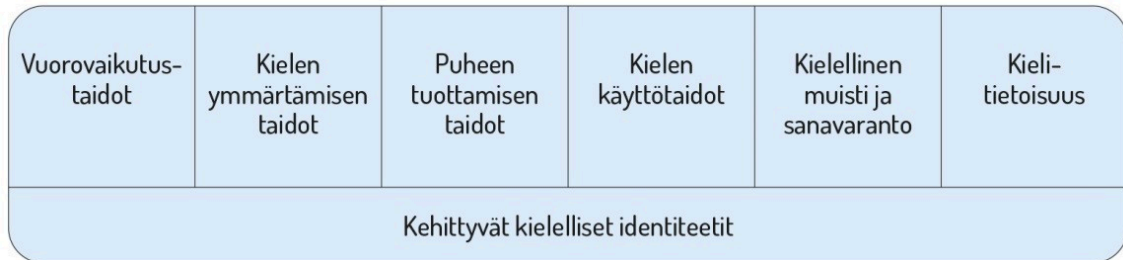 Vuorovaikutus-
taidot
Kielen
ymmärtämisen
taidot
Puheen
tuottamisen
taidot
Kielen
käyttötaidot
Kielellinen
muisti ja
sanavaranto
Kieli-
tietoisuus
Kehittyvät kielelliset identiteetit